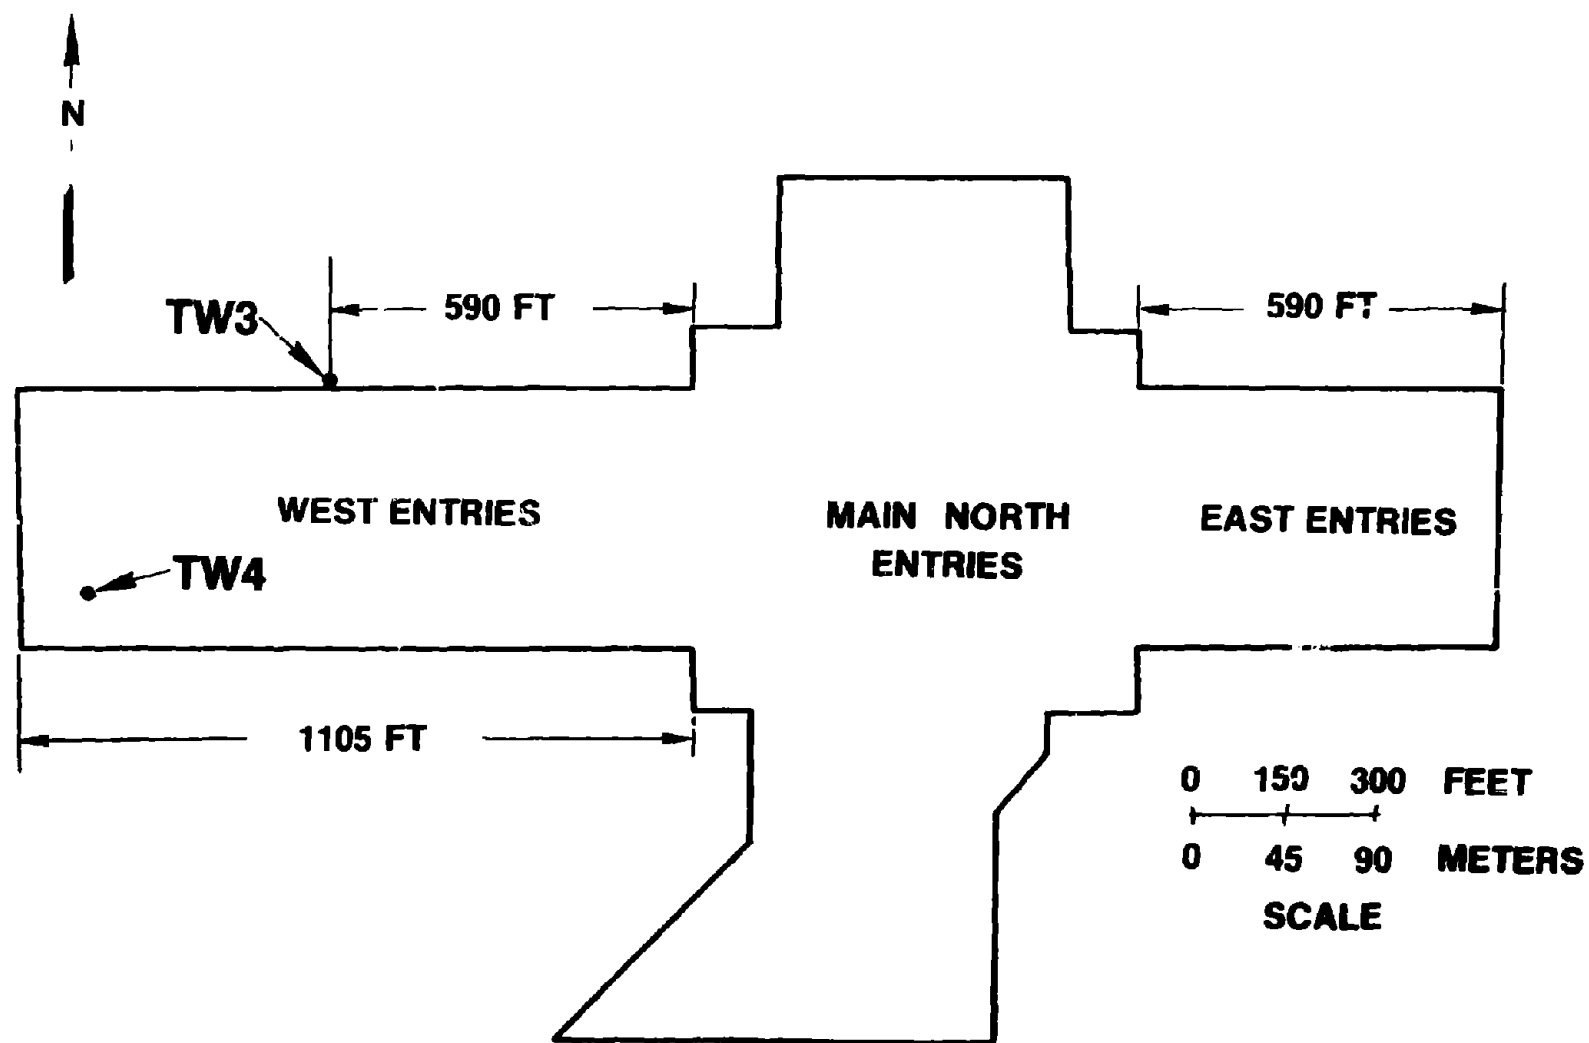 N
TW3
590 FT
590 FT
WEST ENTRIES
MAIN NORTH
ENTRIES
EAST ENTRIES
TW4
1105 FT
0 150 300 FEET
0 45 90 METERS
SCALE